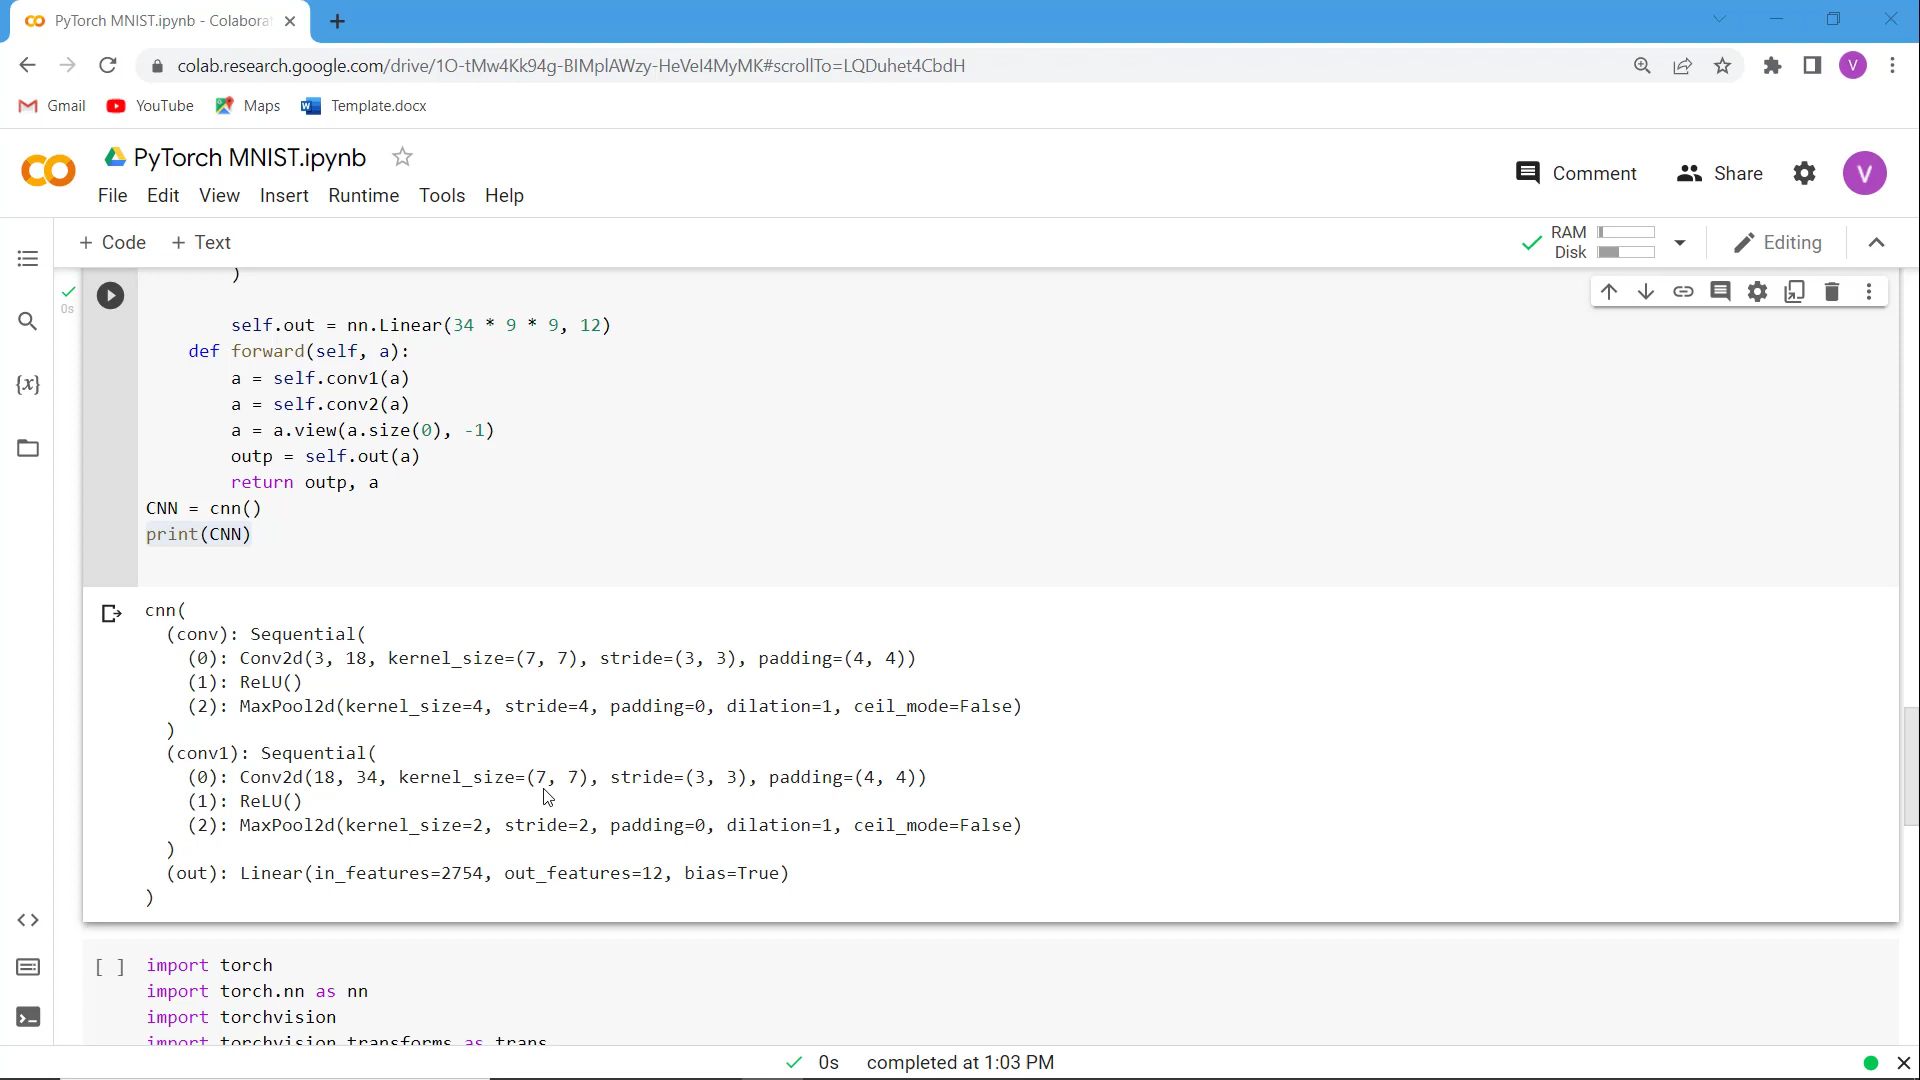 PyTorch MNIST.ipynb - Colabora
colab.research.google.com/drive/1O-tMw4Kk94g-BIMplAWzy-HeVeI4MyMK#scrollTo=LQDuhet4CbdH
V
Gmail YouTube Maps Template.docx
PyTorch MNIST.ipynb
Comment Share V
File Edit View Insert Runtime Tools Help
+ Code + Text
RAM
Disk
Editing
0s
)
self.out = nn.Linear(34 * 9 * 9, 12)
def forward(self, a):
a = self.conv1(a)
a = self.conv2(a)
a = a.view(a.size(0), -1)
outp = self.out(a)
return outp, a
CNN = cnn()
print(CNN)
cnn(
(conv): Sequential(
(0): Conv2d(3, 18, kernel_size=(7, 7), stride=(3, 3), padding=(4, 4))
(1): ReLU()
(2): MaxPool2d(kernel_size=4, stride=4, padding=0, dilation=1, ceil_mode=False)
)
(conv1): Sequential(
(0): Conv2d(18, 34, kernel_size=(7, 7), stride=(3, 3), padding=(4, 4))
(1): ReLU()
(2): MaxPool2d(kernel_size=2, stride=2, padding=0, dilation=1, ceil_mode=False)
)
(out): Linear(in_features=2754, out_features=12, bias=True)
)
[ ] import torch
import torch.nn as nn
import torchvision
import torchvision.transforms as trans
0s completed at 1:03 PM